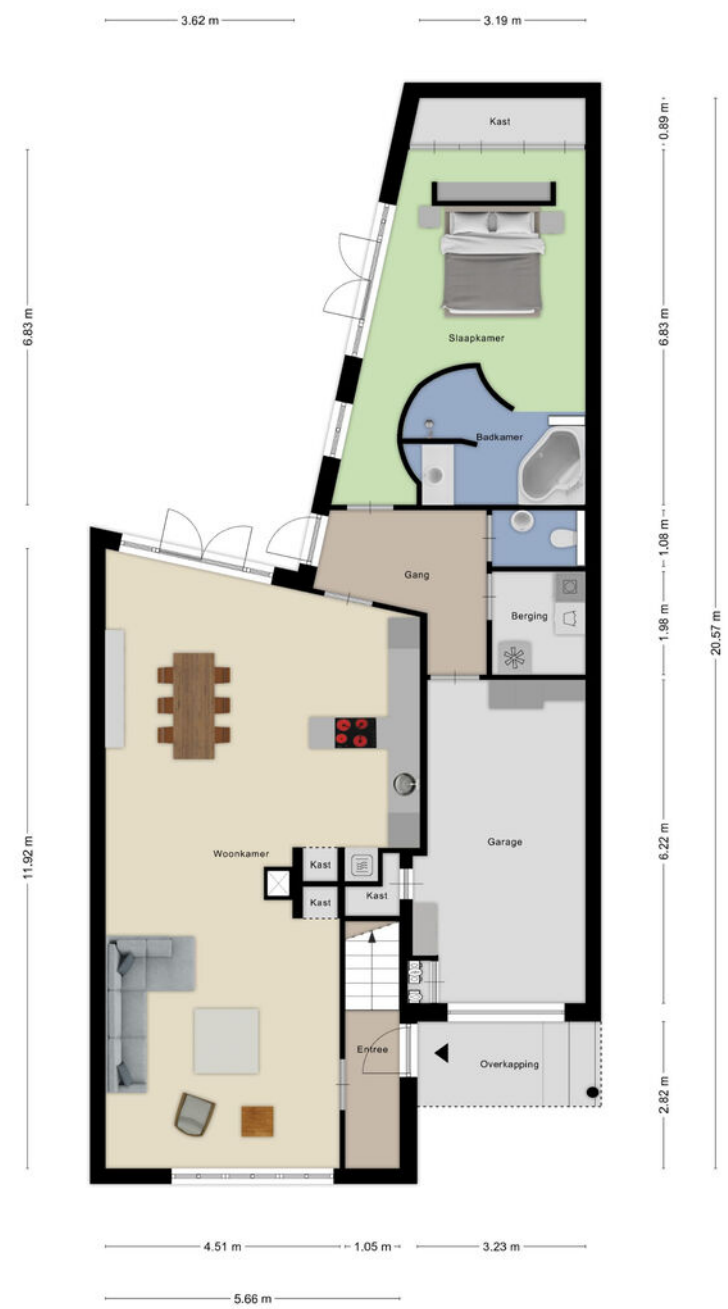 3.62 m
3.19 m
Kast
0.89 m
6.83 m
6.83 m
Slaapkamer
Badkamer
1.08 m
Gang
Berging
1.98 m
20.57 m
11.92 m
6.22 m
Garage
Woonkamer
Kast
Kast
Kast
Entree
Overkapping
2.82 m
4.51 m
1.05 m
3.23 m
5.66 m